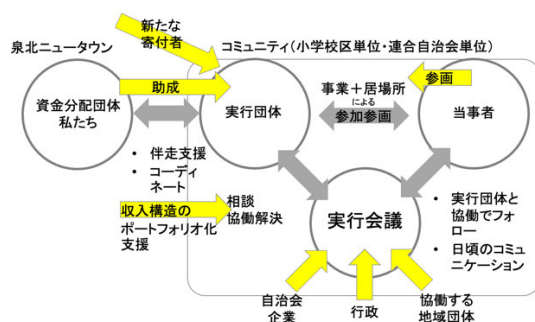 新たな
寄付者
コミュニティ(小学校区単位・連合自治会単位)
泉北ニュータウン
助成
資金分配団体
私たち
実行団体
事業＋居場所
による
参加参画
参画
当事者
• 伴走支援
• コーディ
ネート
収入構造の
ポートフォリオ化
支援
相談
協働解決
実行会議
• 実行団体と
協働でフォ
ロー
• 日頃のコミュ
ニケーション
自治会
企業
行政
協働する
地域団体